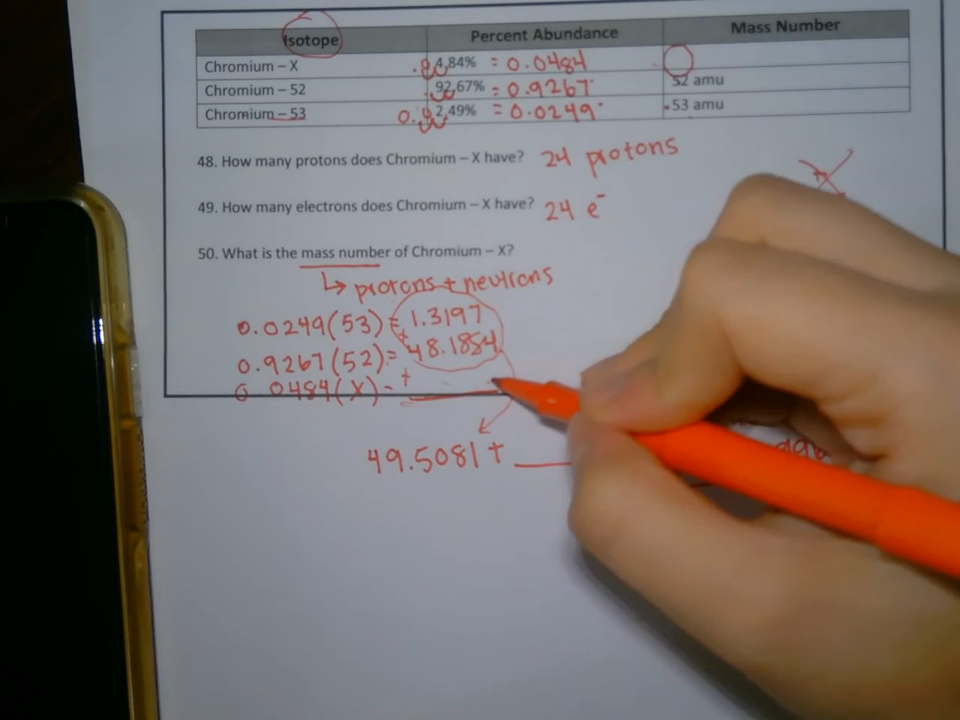 Isotope Percent Abundance Mass Number
Chromium – X 4.84% = 0.0484
Chromium – 52 92.67% = 0.9267 52 amu
Chromium – 53 0. 2.49% = 0.0249 53 amu
48. How many protons does Chromium – X have? 24 protons
49. How many electrons does Chromium – X have? 24 e⁻
50. What is the mass number of Chromium – X?
↳ protons + neutrons
0.0249(53) = 1.3197
0.9267(52) = + 48.1884
0.0484(X) = +
49.5081 +